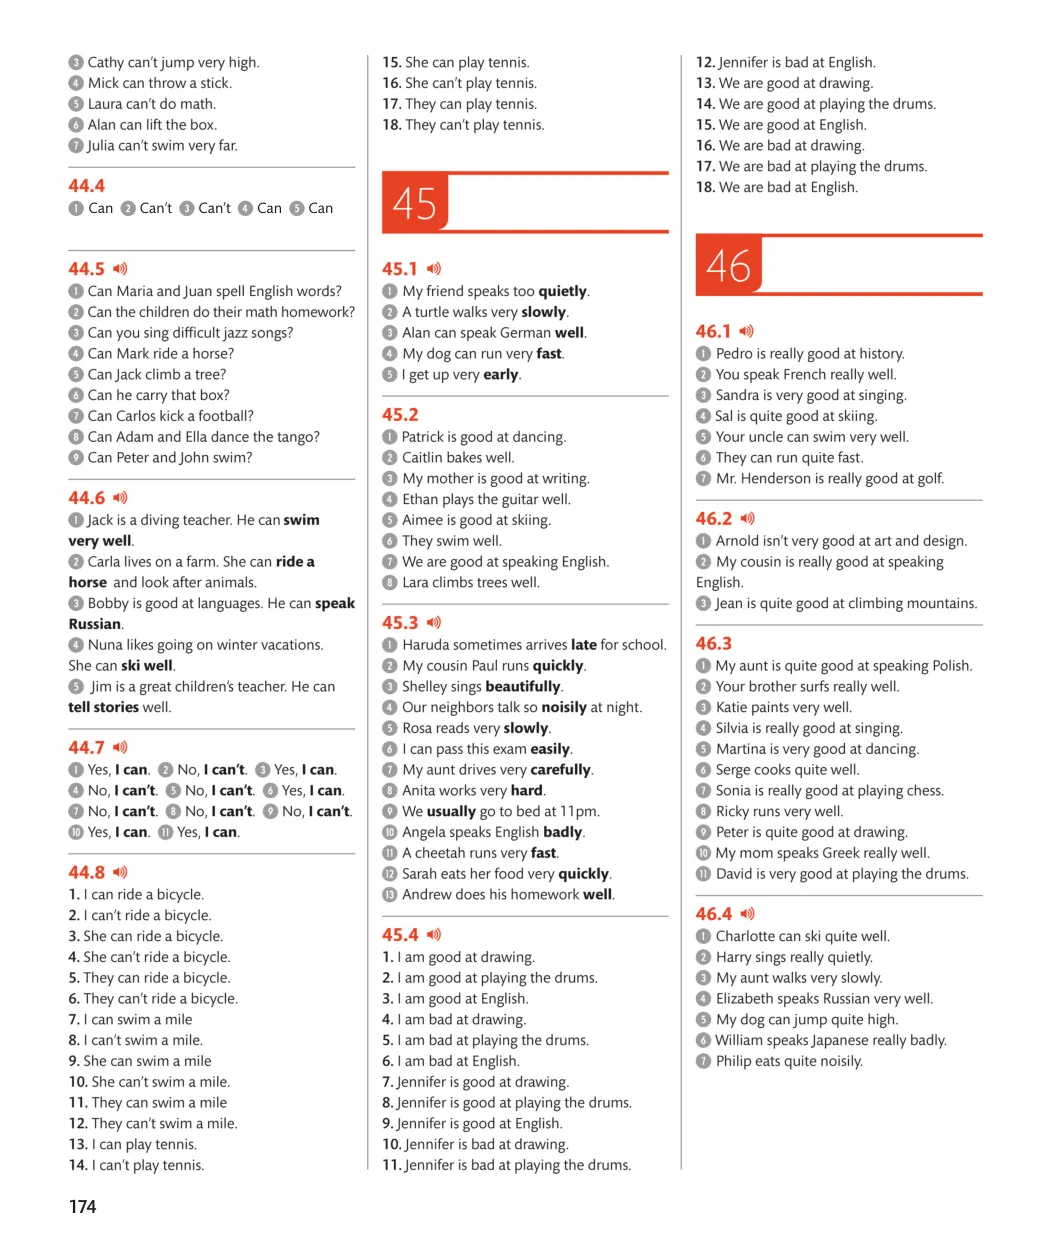 3 Cathy can't jump very high.
4 Mick can throw a stick.
5 Laura can't do math.
6 Alan can lift the box.
7 Julia can't swim very far.
44.4
1 Can 2 Can't 3 Can't 4 Can 5 Can
44.5
1 Can Maria and Juan spell English words?
2 Can the children do their math homework?
3 Can you sing difficult jazz songs?
4 Can Mark ride a horse?
5 Can Jack climb a tree?
6 Can he carry that box?
7 Can Carlos kick a football?
8 Can Adam and Ella dance the tango?
9 Can Peter and John swim?
44.6
1 Jack is a diving teacher. He can swim
very well.
2 Carla lives on a farm. She can ride a
horse and look after animals.
3 Bobby is good at languages. He can speak
Russian.
4 Nuna likes going on winter vacations.
She can ski well.
5 Jim is a great children's teacher. He can
tell stories well.
44.7
1 Yes, I can. 2 No, I can't. 3 Yes, I can.
4 No, I can't. 5 No, I can't. 6 Yes, I can.
7 No, I can't. 8 No, I can't. 9 No, I can't.
10 Yes, I can. 11 Yes, I can.
44.8
1. I can ride a bicycle.
2. I can't ride a bicycle.
3. She can ride a bicycle.
4. She can't ride a bicycle.
5. They can ride a bicycle.
6. They can't ride a bicycle.
7. I can swim a mile
8. I can't swim a mile.
9. She can swim a mile
10. She can't swim a mile.
11. They can swim a mile
12. They can't swim a mile.
13. I can play tennis.
14. I can't play tennis.
15. She can play tennis.
16. She can't play tennis.
17. They can play tennis.
18. They can't play tennis.
45
45.1
1 My friend speaks too quietly.
2 A turtle walks very slowly.
3 Alan can speak German well.
4 My dog can run very fast.
5 I get up very early.
45.2
1 Patrick is good at dancing.
2 Caitlin bakes well.
3 My mother is good at writing.
4 Ethan plays the guitar well.
5 Aimee is good at skiing.
6 They swim well.
7 We are good at speaking English.
8 Lara climbs trees well.
45.3
1 Haruda sometimes arrives late for school.
2 My cousin Paul runs quickly.
3 Shelley sings beautifully.
4 Our neighbors talk so noisily at night.
5 Rosa reads very slowly.
6 I can pass this exam easily.
7 My aunt drives very carefully.
8 Anita works very hard.
9 We usually go to bed at 11pm.
10 Angela speaks English badly.
11 A cheetah runs very fast.
12 Sarah eats her food very quickly.
13 Andrew does his homework well.
45.4
1. I am good at drawing.
2. I am good at playing the drums.
3. I am good at English.
4. I am bad at drawing.
5. I am bad at playing the drums.
6. I am bad at English.
7. Jennifer is good at drawing.
8. Jennifer is good at playing the drums.
9. Jennifer is good at English.
10. Jennifer is bad at drawing.
11. Jennifer is bad at playing the drums.
12. Jennifer is bad at English.
13. We are good at drawing.
14. We are good at playing the drums.
15. We are good at English.
16. We are bad at drawing.
17. We are bad at playing the drums.
18. We are bad at English.
46
46.1
1 Pedro is really good at history.
2 You speak French really well.
3 Sandra is very good at singing.
4 Sal is quite good at skiing.
5 Your uncle can swim very well.
6 They can run quite fast.
7 Mr. Henderson is really good at golf.
46.2
1 Arnold isn't very good at art and design.
2 My cousin is really good at speaking
English.
3 Jean is quite good at climbing mountains.
46.3
1 My aunt is quite good at speaking Polish.
2 Your brother surfs really well.
3 Katie paints very well.
4 Silvia is really good at singing.
5 Martina is very good at dancing.
6 Serge cooks quite well.
7 Sonia is really good at playing chess.
8 Ricky runs very well.
9 Peter is quite good at drawing.
10 My mom speaks Greek really well.
11 David is very good at playing the drums.
46.4
1 Charlotte can ski quite well.
2 Harry sings really quietly.
3 My aunt walks very slowly.
4 Elizabeth speaks Russian very well.
5 My dog can jump quite high.
6 William speaks Japanese really badly.
7 Philip eats quite noisily.
174